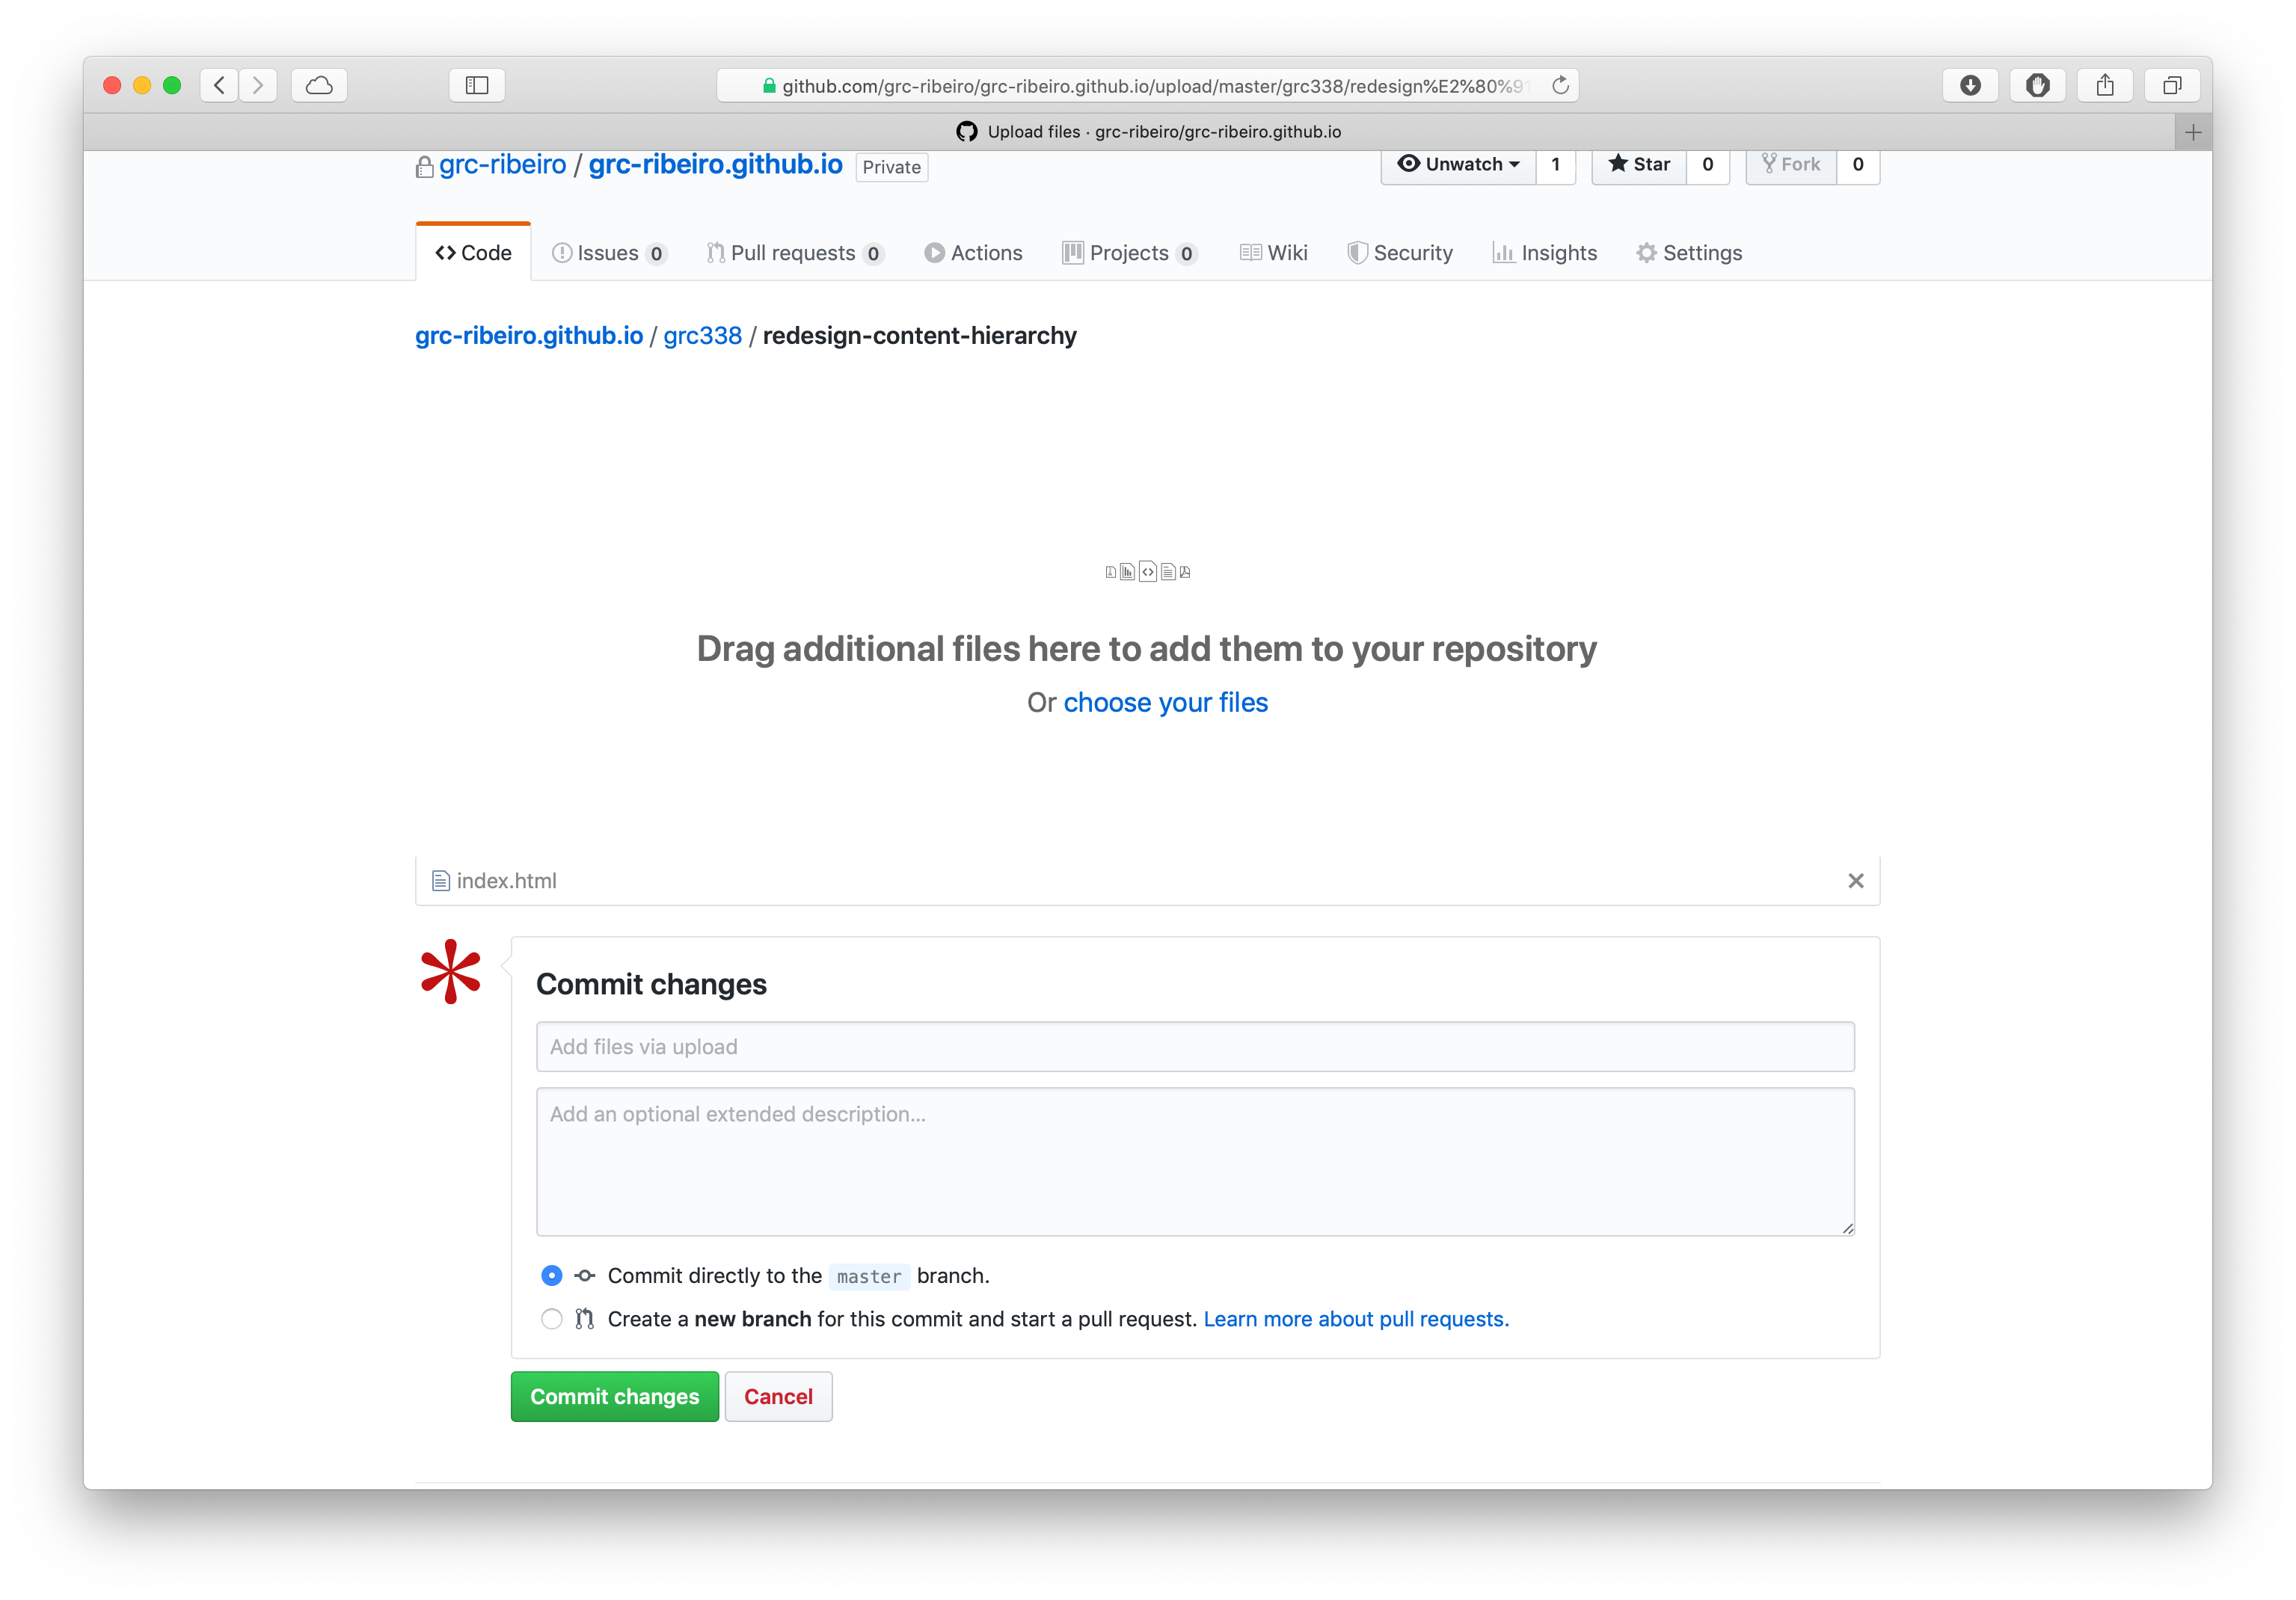 github.com/grc-ribeiro/grc-ribeiro.github.io/upload/master/grc338/redesign%E2%80%91
Upload files · grc-ribeiro/grc-ribeiro.github.io
grc-ribeiro / grc-ribeiro.github.io Private Unwatch 1 Star 0 Fork 0
Code Issues 0 Pull requests 0 Actions Projects 0 Wiki Security Insights Settings
grc-ribeiro.github.io / grc338 / redesign‑content‑hierarchy
Drag additional files here to add them to your repository
Or choose your files
index.html
Commit changes
Add files via upload
Add an optional extended description...
Commit directly to the master branch.
Create a new branch for this commit and start a pull request. Learn more about pull requests.
Commit changes Cancel